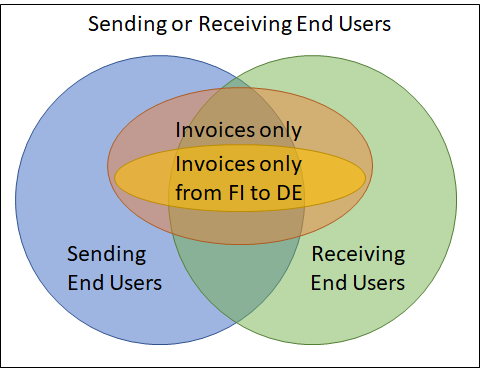 Sending or Receiving End Users
Invoices only
Invoices only
from FI to DE
Sending
End Users
Receiving
End Users